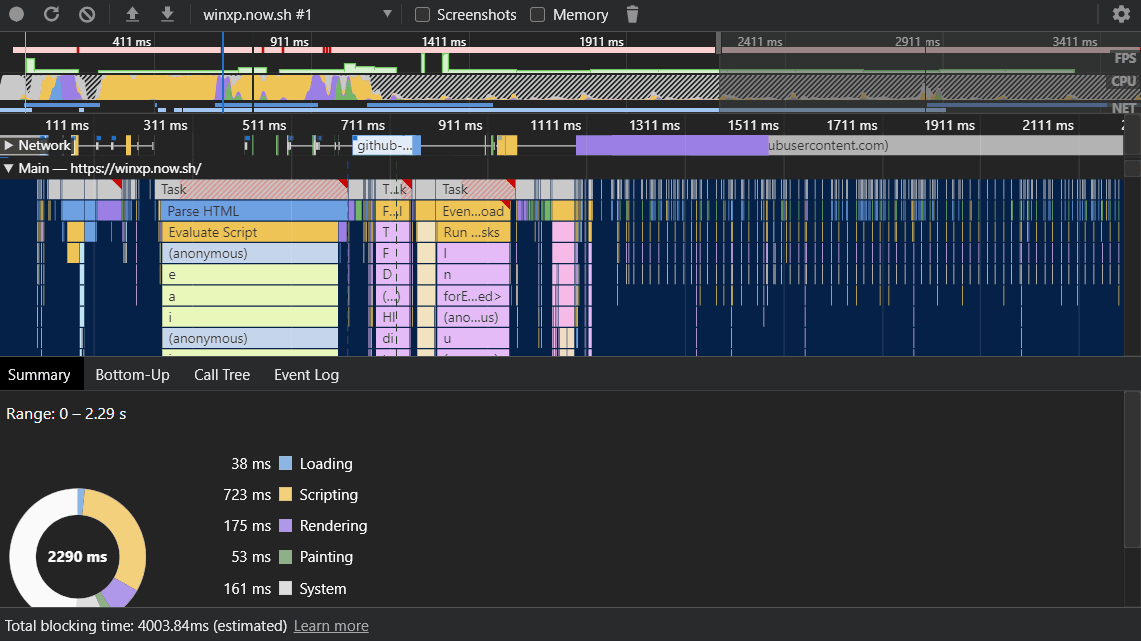 winxp.now.sh #1 Screenshots Memory
411 ms 911 ms 1411 ms 1911 ms 2411 ms 2911 ms 3411 ms
FPS
CPU
NET
111 ms 311 ms 511 ms 711 ms 911 ms 1111 ms 1311 ms 1511 ms 1711 ms 1911 ms 2111 ms 2
Network github-... ubusercontent.com)
Main — https://winxp.now.sh/
Task T...k Task
Parse HTML F...l Even...oad
Evaluate Script T Run ...sks
(anonymous) F l
e D n
a (...) forE...ed>
i HI (ano...us)
(anonymous) di u
Summary Bottom-Up Call Tree Event Log
Range: 0 – 2.29 s
38 ms Loading
723 ms Scripting
175 ms Rendering
2290 ms
53 ms Painting
161 ms System
Total blocking time: 4003.84ms (estimated) Learn more